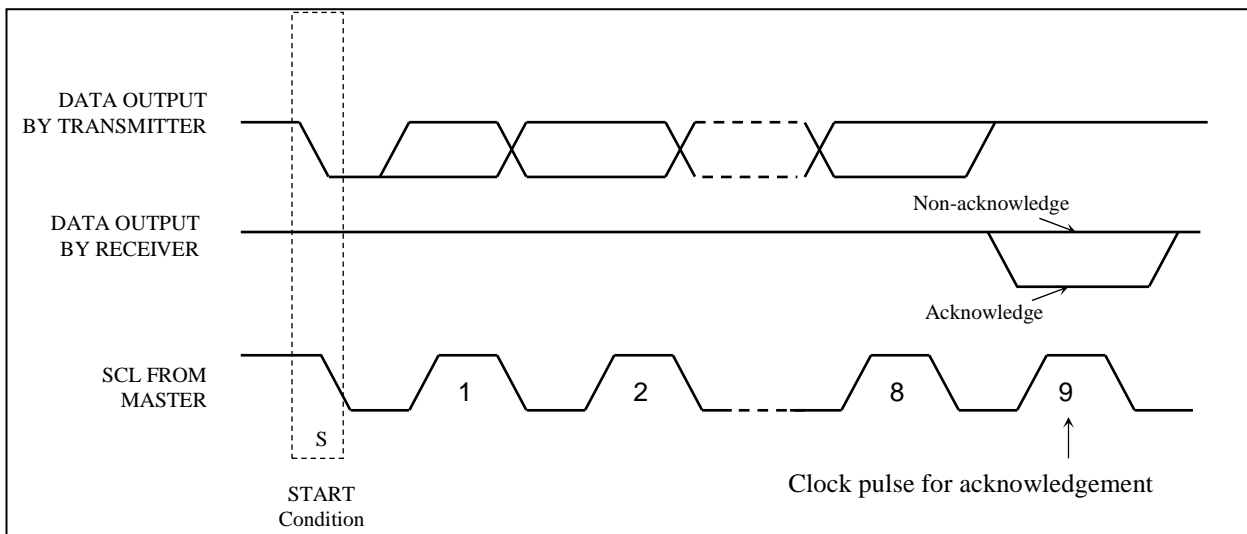 DATA OUTPUT
BY TRANSMITTER
DATA OUTPUT
BY RECEIVER
Non-acknowledge
Acknowledge
SCL FROM
MASTER
1
2
8
9
S
START
Condition
Clock pulse for acknowledgement